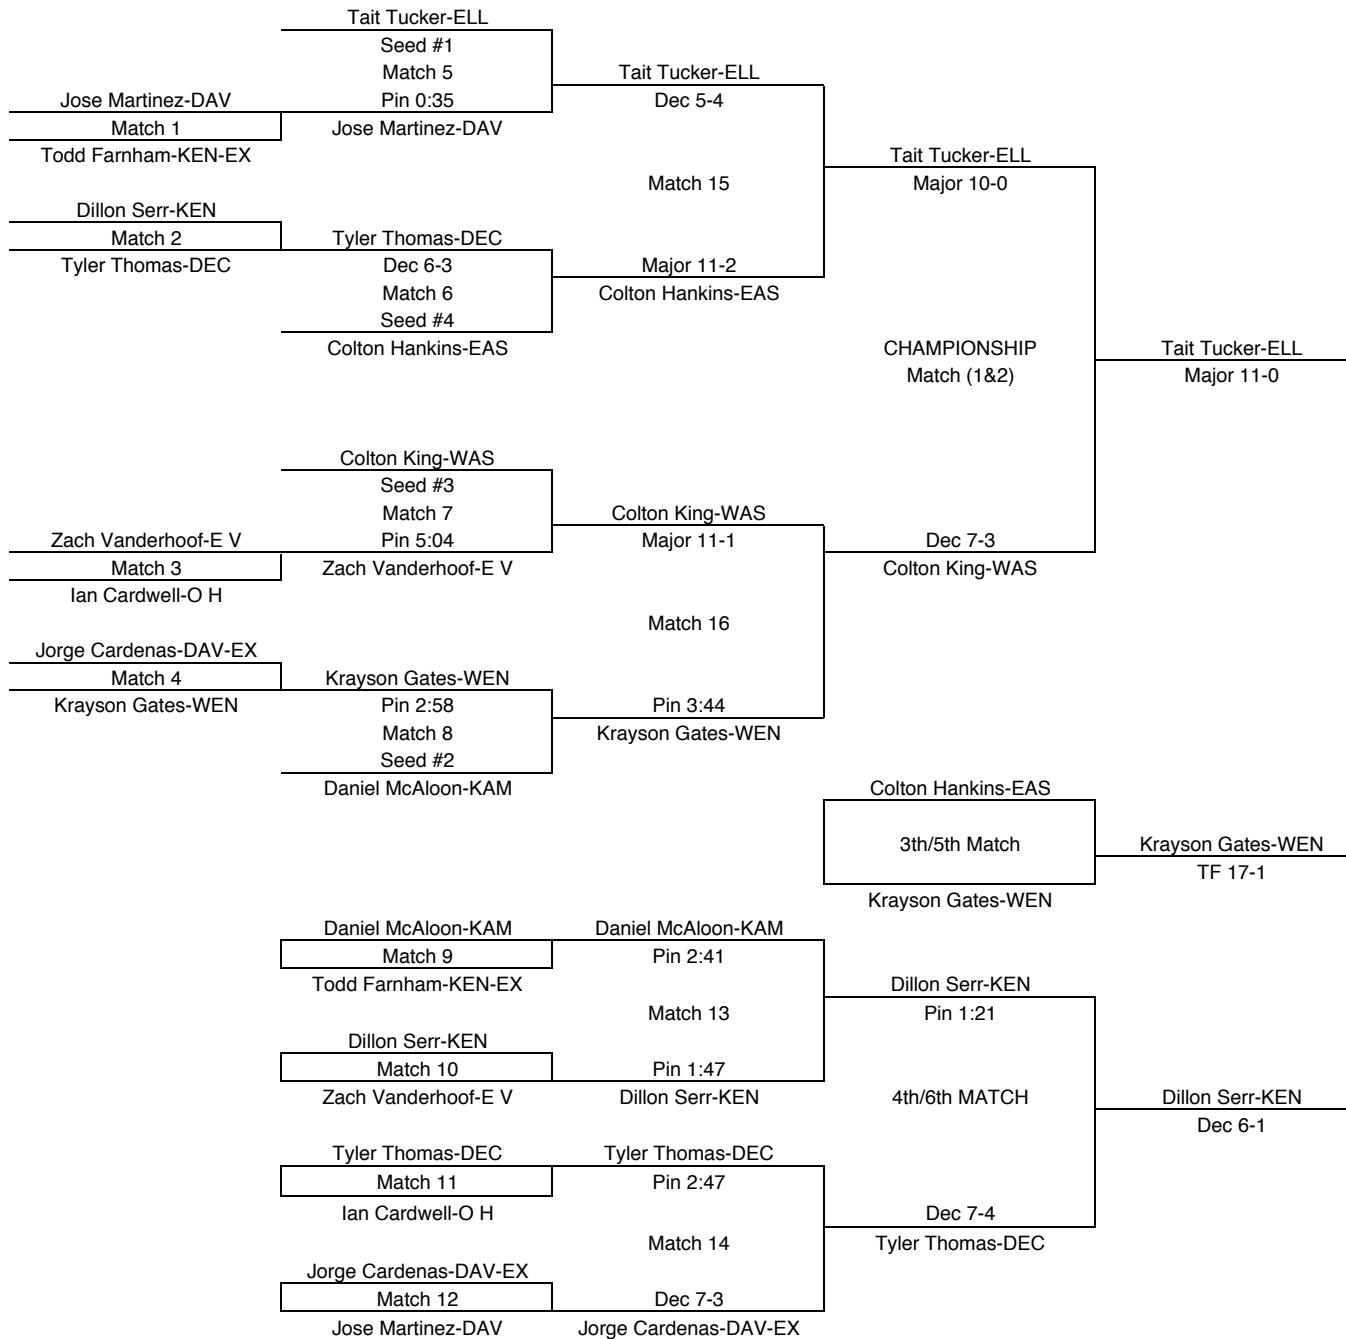 Tait Tucker-ELL
Seed #1
Match 5
Tait Tucker-ELL
Jose Martinez-DAV
Pin 0:35
Dec 5-4
Match 1
Jose Martinez-DAV
Todd Farnham-KEN-EX
Tait Tucker-ELL
Match 15
Major 10-0
Dillon Serr-KEN
Match 2
Tyler Thomas-DEC
Tyler Thomas-DEC
Dec 6-3
Major 11-2
Match 6
Colton Hankins-EAS
Seed #4
Colton Hankins-EAS
CHAMPIONSHIP
Tait Tucker-ELL
Match (1&2)
Major 11-0
Colton King-WAS
Seed #3
Match 7
Colton King-WAS
Zach Vanderhoof-E V
Pin 5:04
Major 11-1
Dec 7-3
Match 3
Zach Vanderhoof-E V
Colton King-WAS
Ian Cardwell-O H
Match 16
Jorge Cardenas-DAV-EX
Match 4
Krayson Gates-WEN
Krayson Gates-WEN
Pin 2:58
Pin 3:44
Match 8
Krayson Gates-WEN
Seed #2
Daniel McAloon-KAM
Colton Hankins-EAS
3th/5th Match
Krayson Gates-WEN
TF 17-1
Krayson Gates-WEN
Daniel McAloon-KAM
Daniel McAloon-KAM
Match 9
Pin 2:41
Todd Farnham-KEN-EX
Dillon Serr-KEN
Match 13
Pin 1:21
Dillon Serr-KEN
Match 10
Pin 1:47
Zach Vanderhoof-E V
Dillon Serr-KEN
4th/6th MATCH
Dillon Serr-KEN
Dec 6-1
Tyler Thomas-DEC
Tyler Thomas-DEC
Match 11
Pin 2:47
Ian Cardwell-O H
Dec 7-4
Match 14
Tyler Thomas-DEC
Jorge Cardenas-DAV-EX
Match 12
Dec 7-3
Jose Martinez-DAV
Jorge Cardenas-DAV-EX